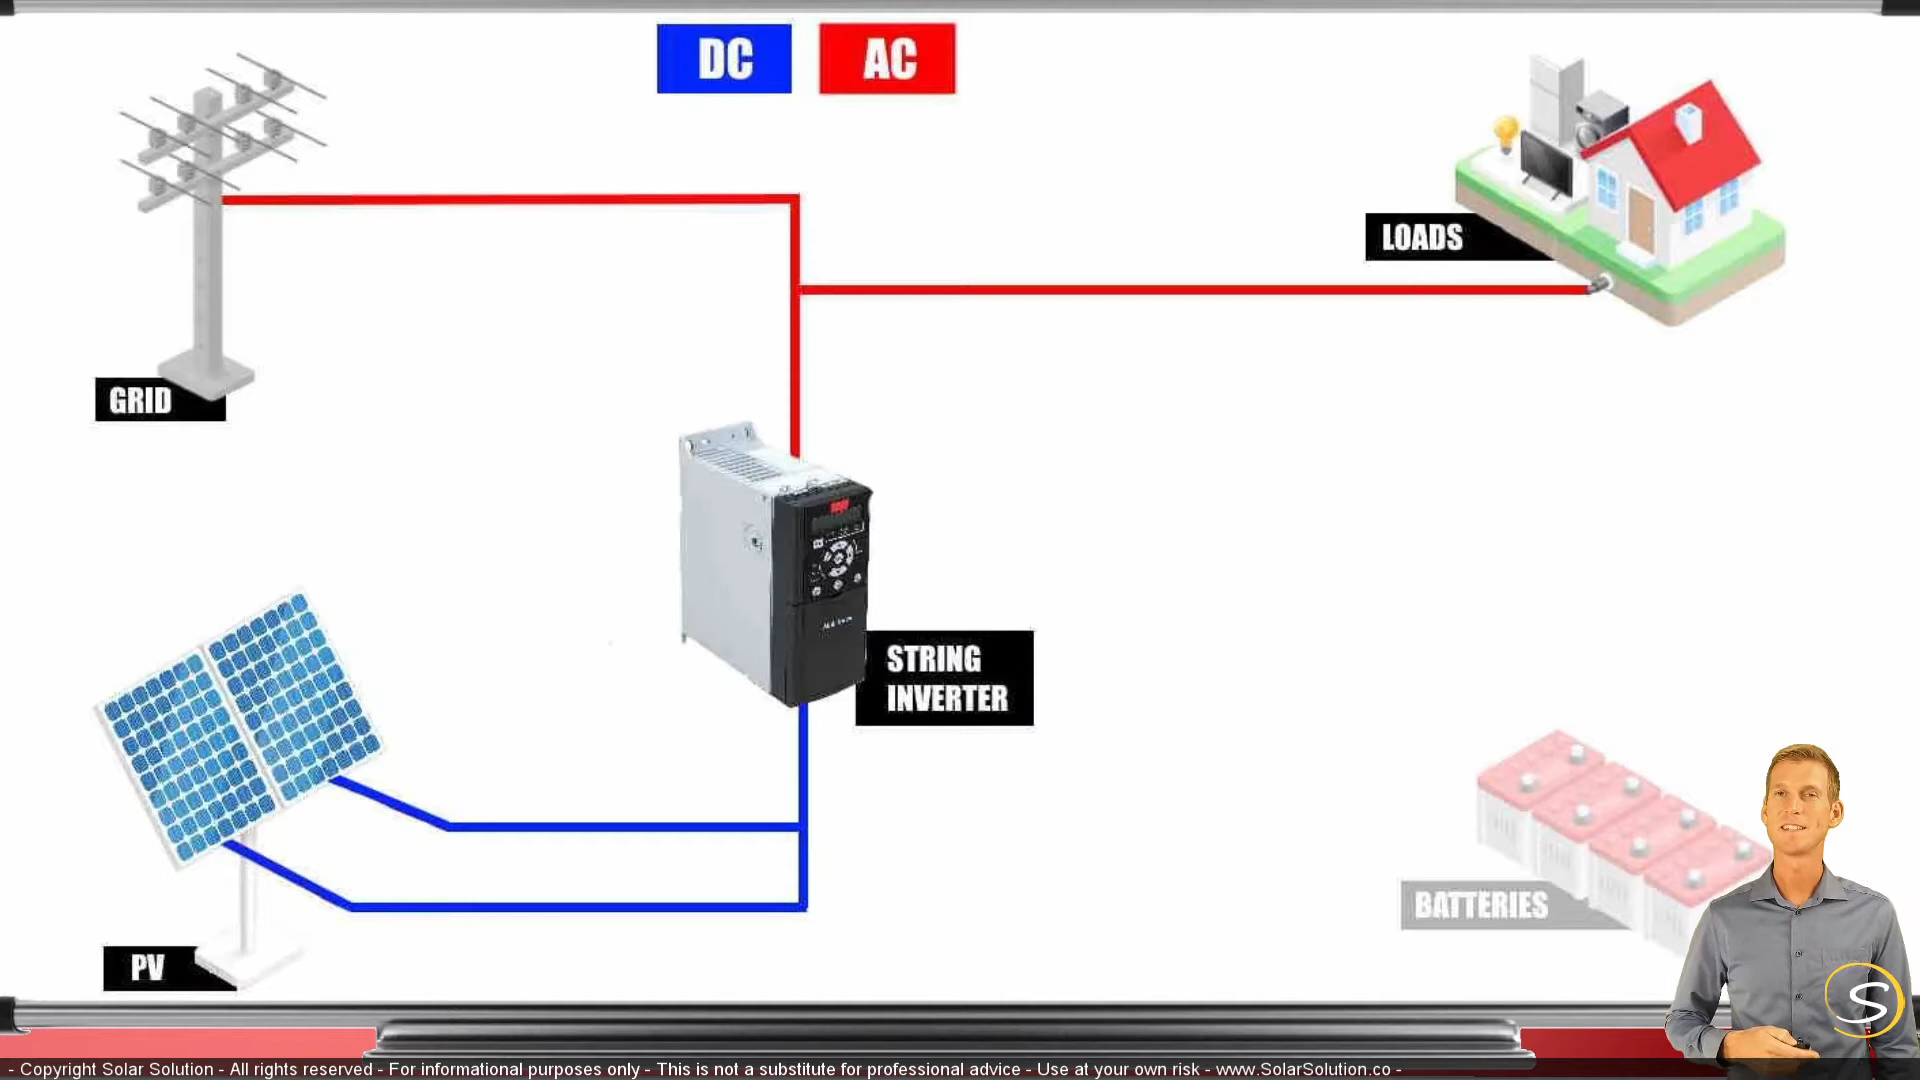 DC
AC
LOADS
GRID
STRING
INVERTER
BATTERIES
PV
S
- Copyright Solar Solution - All rights reserved - For informational purposes only - This is not a substitute for professional advice - Use at your own risk - www.SolarSolution.co -